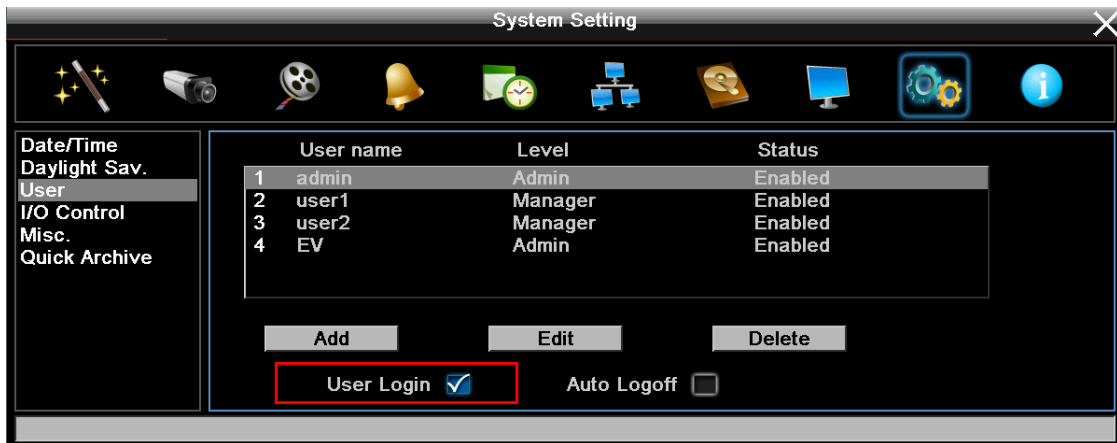 System Setting
Date/Time
Daylight Sav.
User
I/O Control
Misc.
Quick Archive
User name Level Status
1 admin Admin Enabled
2 user1 Manager Enabled
3 user2 Manager Enabled
4 EV Admin Enabled
Add Edit Delete
User Login Auto Logoff